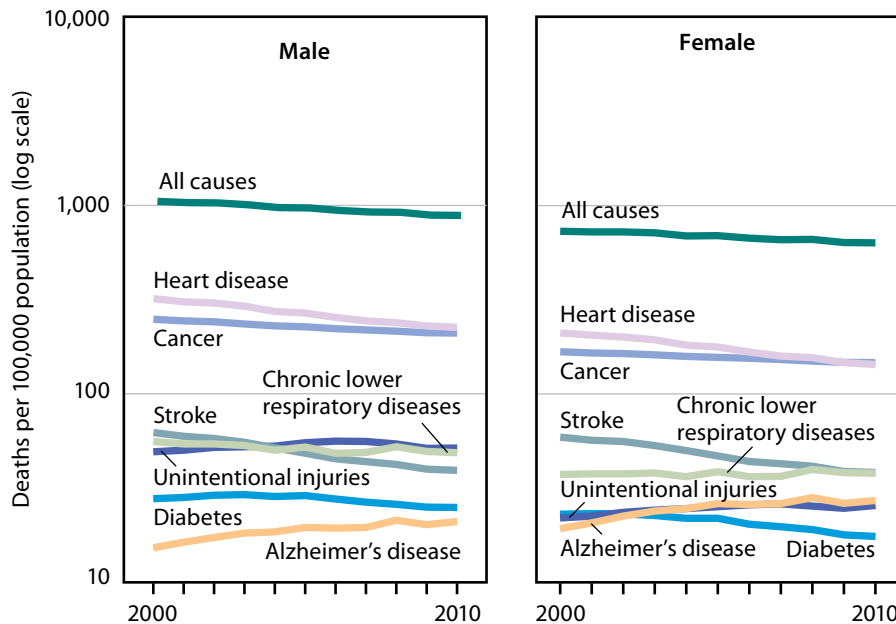 Deaths per 100,000 population (log scale)
10,000
1,000
100
10
Male
All causes
Heart disease
Cancer
Chronic lower
respiratory diseases
Stroke
Unintentional injuries
Diabetes
Alzheimer’s disease
2000
2010
Female
All causes
Heart disease
Cancer
Stroke
Chronic lower
respiratory diseases
Unintentional injuries
Alzheimer’s disease
Diabetes
2000
2010